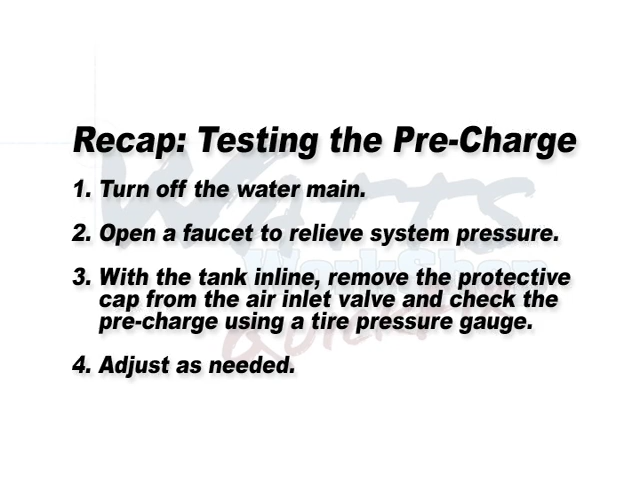 Recap: Testing the Pre-Charge
1. Turn off the water main.
2. Open a faucet to relieve system pressure.
3. With the tank inline, remove the protective
cap from the air inlet valve and check the
pre-charge using a tire pressure gauge.
4. Adjust as needed.
Watts
WorkShop